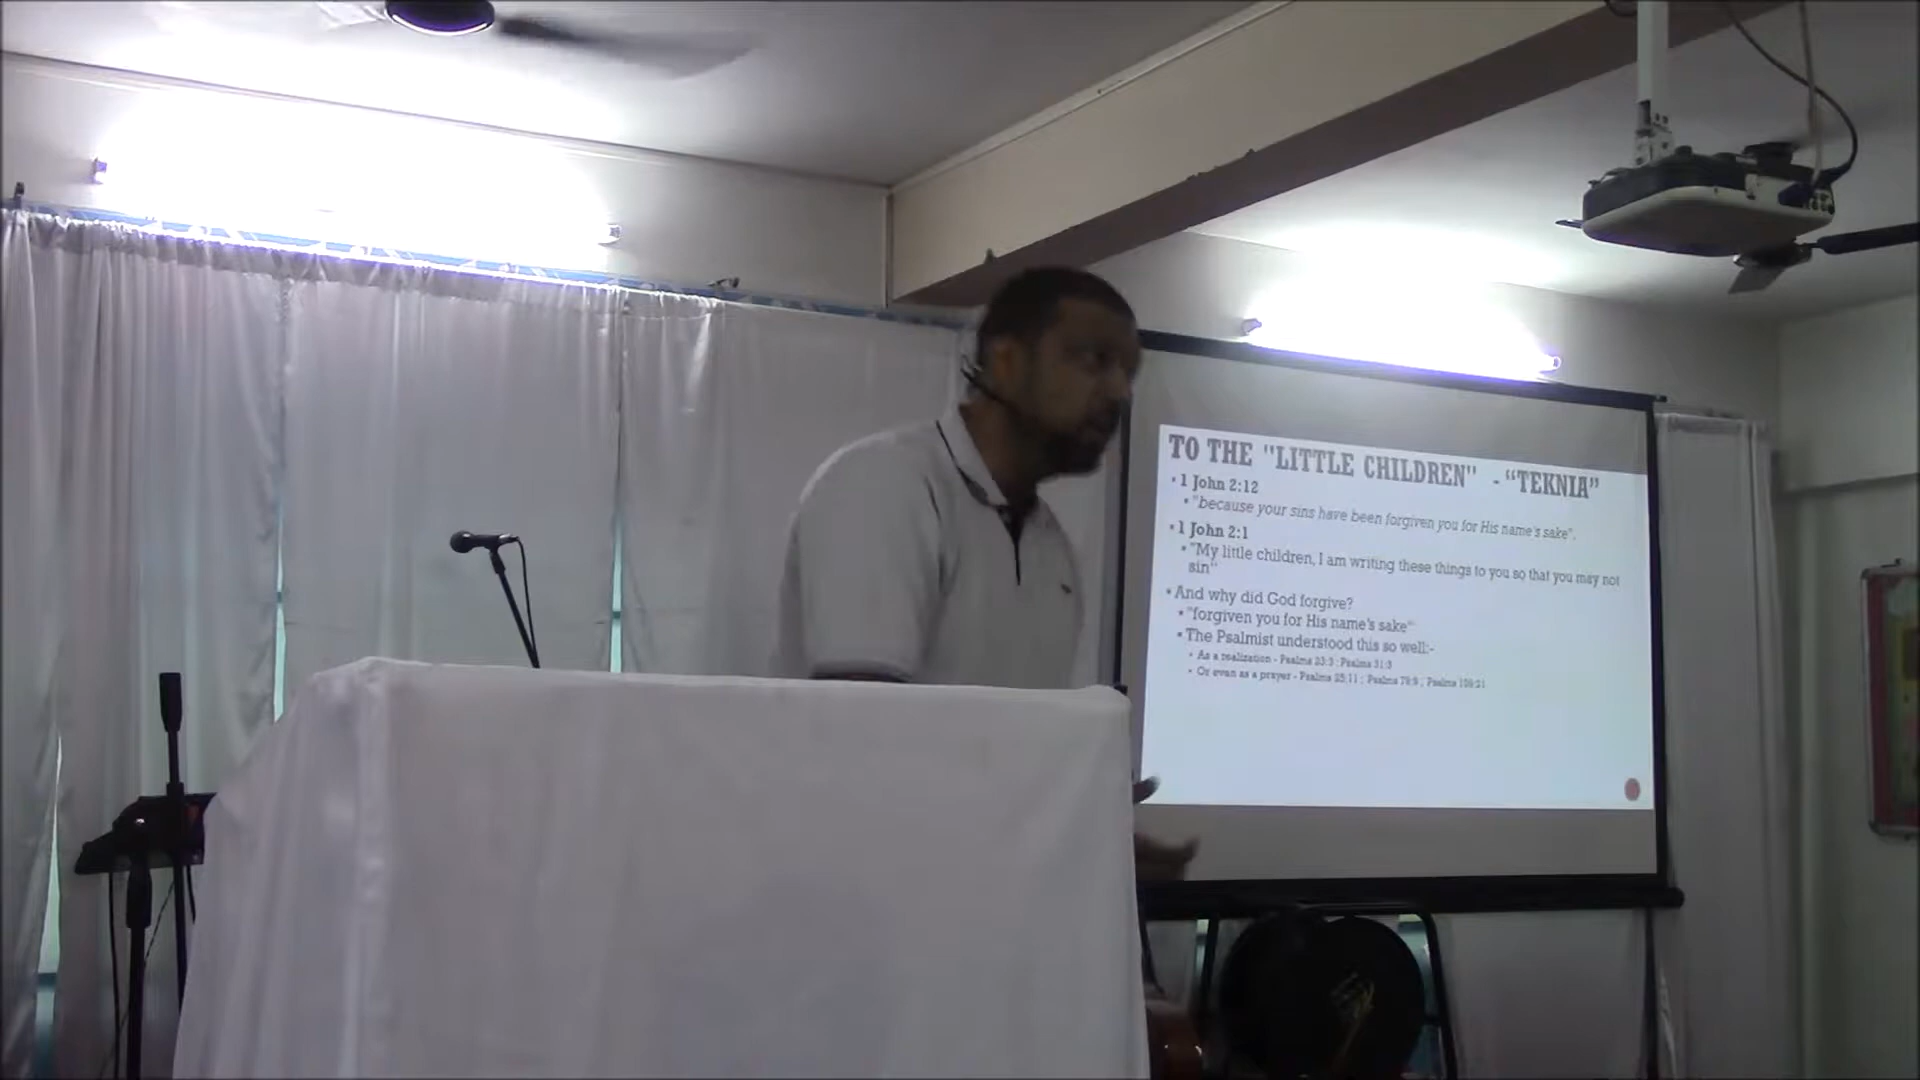 TO THE "LITTLE CHILDREN" - “TEKNIA”
1 John 2:12
"because your sins have been forgiven you for His name's sake".
1 John 2:1
"My little children, I am writing these things to you so that you may not
sin"
And why did God forgive?
"forgiven you for His name's sake"
The Psalmist understood this so well:-
As a realization - Psalms 23:3 ; Psalms 31:3
Or even as a prayer - Psalms 25:11 ; Psalms 79:9 ; Psalms 109:21